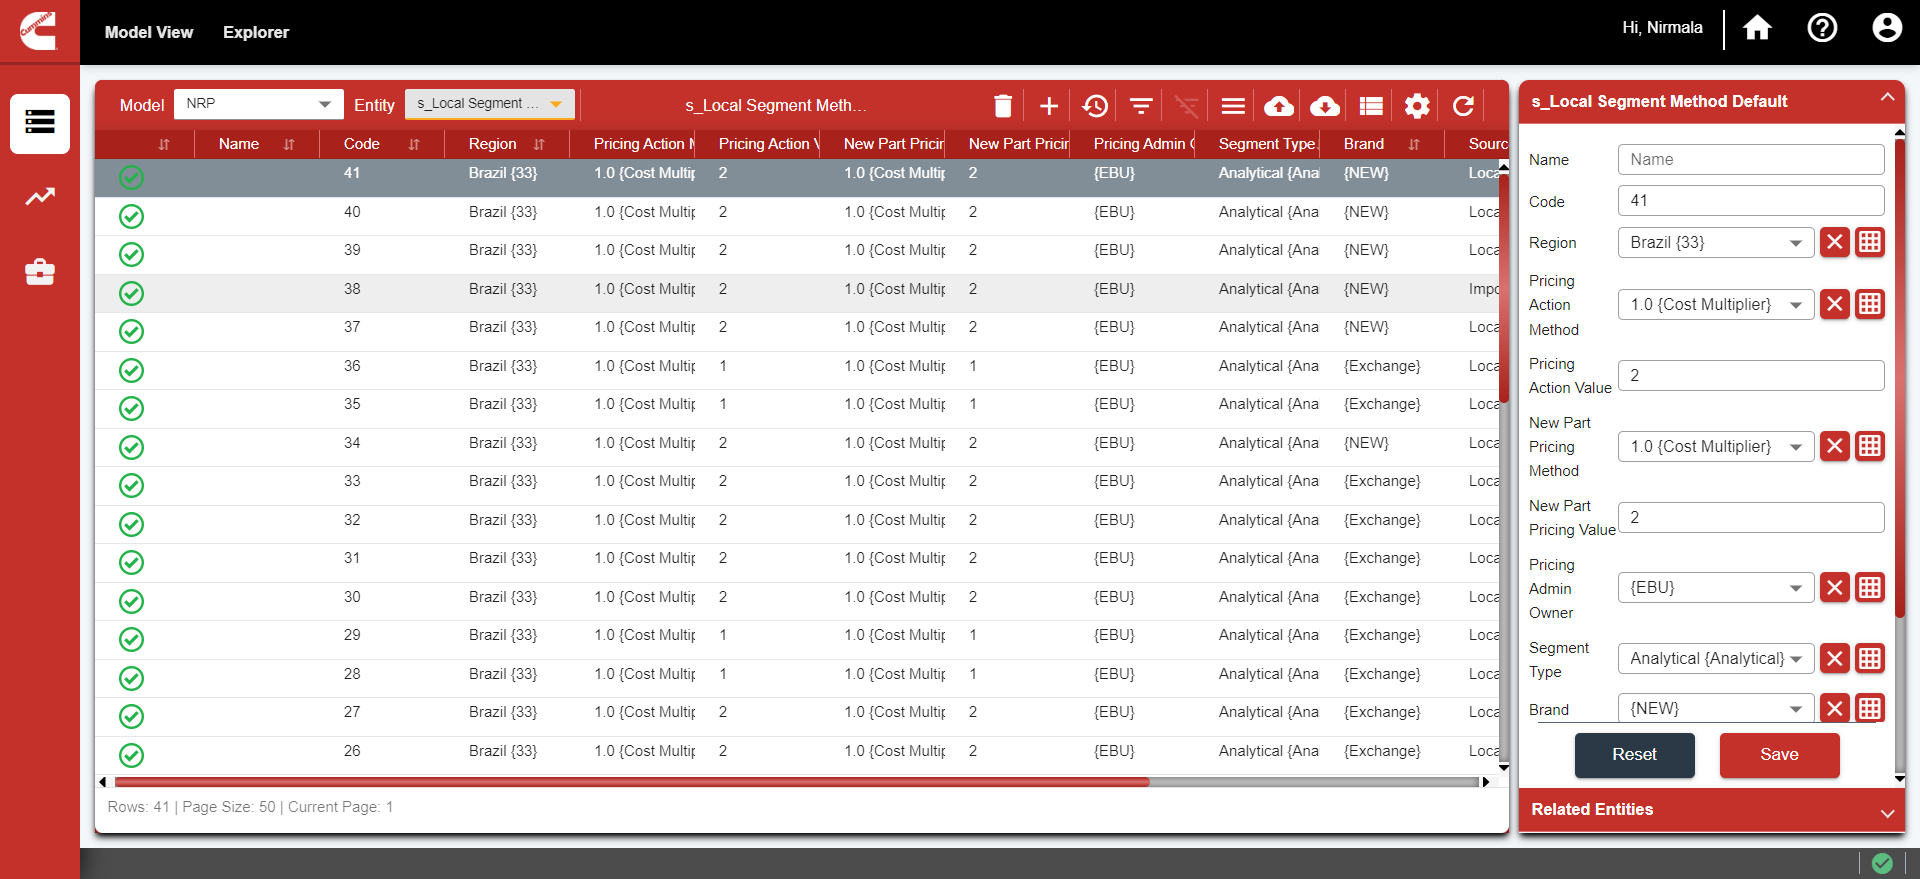 Cummins
Model View Explorer Hi, Nirmala
Model NRP Entity s_Local Segment ... s_Local Segment Meth...
Name Code Region Pricing Action M Pricing Action V New Part Pricin New Part Pricin Pricing Admin O Segment Type Brand Sourc
41 Brazil {33} 1.0 {Cost Multip 2 1.0 {Cost Multip 2 {EBU} Analytical {Ana {NEW} Loca
40 Brazil {33} 1.0 {Cost Multip 2 1.0 {Cost Multip 2 {EBU} Analytical {Ana {NEW} Loca
39 Brazil {33} 1.0 {Cost Multip 2 1.0 {Cost Multip 2 {EBU} Analytical {Ana {NEW} Loca
38 Brazil {33} 1.0 {Cost Multip 2 1.0 {Cost Multip 2 {EBU} Analytical {Ana {NEW} Impo
37 Brazil {33} 1.0 {Cost Multip 2 1.0 {Cost Multip 2 {EBU} Analytical {Ana {NEW} Loca
36 Brazil {33} 1.0 {Cost Multip 1 1.0 {Cost Multip 1 {EBU} Analytical {Ana {Exchange} Loca
35 Brazil {33} 1.0 {Cost Multip 1 1.0 {Cost Multip 1 {EBU} Analytical {Ana {Exchange} Loca
34 Brazil {33} 1.0 {Cost Multip 2 1.0 {Cost Multip 2 {EBU} Analytical {Ana {NEW} Loca
33 Brazil {33} 1.0 {Cost Multip 2 1.0 {Cost Multip 2 {EBU} Analytical {Ana {Exchange} Loca
32 Brazil {33} 1.0 {Cost Multip 2 1.0 {Cost Multip 2 {EBU} Analytical {Ana {Exchange} Loca
31 Brazil {33} 1.0 {Cost Multip 2 1.0 {Cost Multip 2 {EBU} Analytical {Ana {Exchange} Loca
30 Brazil {33} 1.0 {Cost Multip 2 1.0 {Cost Multip 2 {EBU} Analytical {Ana {Exchange} Loca
29 Brazil {33} 1.0 {Cost Multip 1 1.0 {Cost Multip 1 {EBU} Analytical {Ana {Exchange} Loca
28 Brazil {33} 1.0 {Cost Multip 1 1.0 {Cost Multip 1 {EBU} Analytical {Ana {Exchange} Loca
27 Brazil {33} 1.0 {Cost Multip 2 1.0 {Cost Multip 2 {EBU} Analytical {Ana {Exchange} Loca
26 Brazil {33} 1.0 {Cost Multip 2 1.0 {Cost Multip 2 {EBU} Analytical {Ana {Exchange} Loca
Rows: 41 | Page Size: 50 | Current Page: 1
s_Local Segment Method Default
Name Name
Code 41
Region Brazil {33}
Pricing
Action 1.0 {Cost Multiplier}
Method
Pricing
Action Value 2
New Part
Pricing 1.0 {Cost Multiplier}
Method
New Part
Pricing Value 2
Pricing
Admin {EBU}
Owner
Segment
Type Analytical {Analytical}
Brand {NEW}
Reset Save
Related Entities